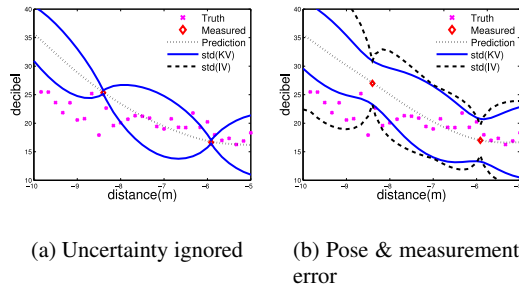 40
35
30
25
20
15
10
decibel
-10
-9
-8
-7
-6
-5
distance(m)
Truth
Measured
Prediction
std(KV)
std(IV)
(a) Uncertainty ignored
40
35
30
25
20
15
10
decibel
-10
-9
-8
-7
-6
-5
distance(m)
Truth
Measured
Prediction
std(KV)
std(IV)
(b) Pose & measurement
error